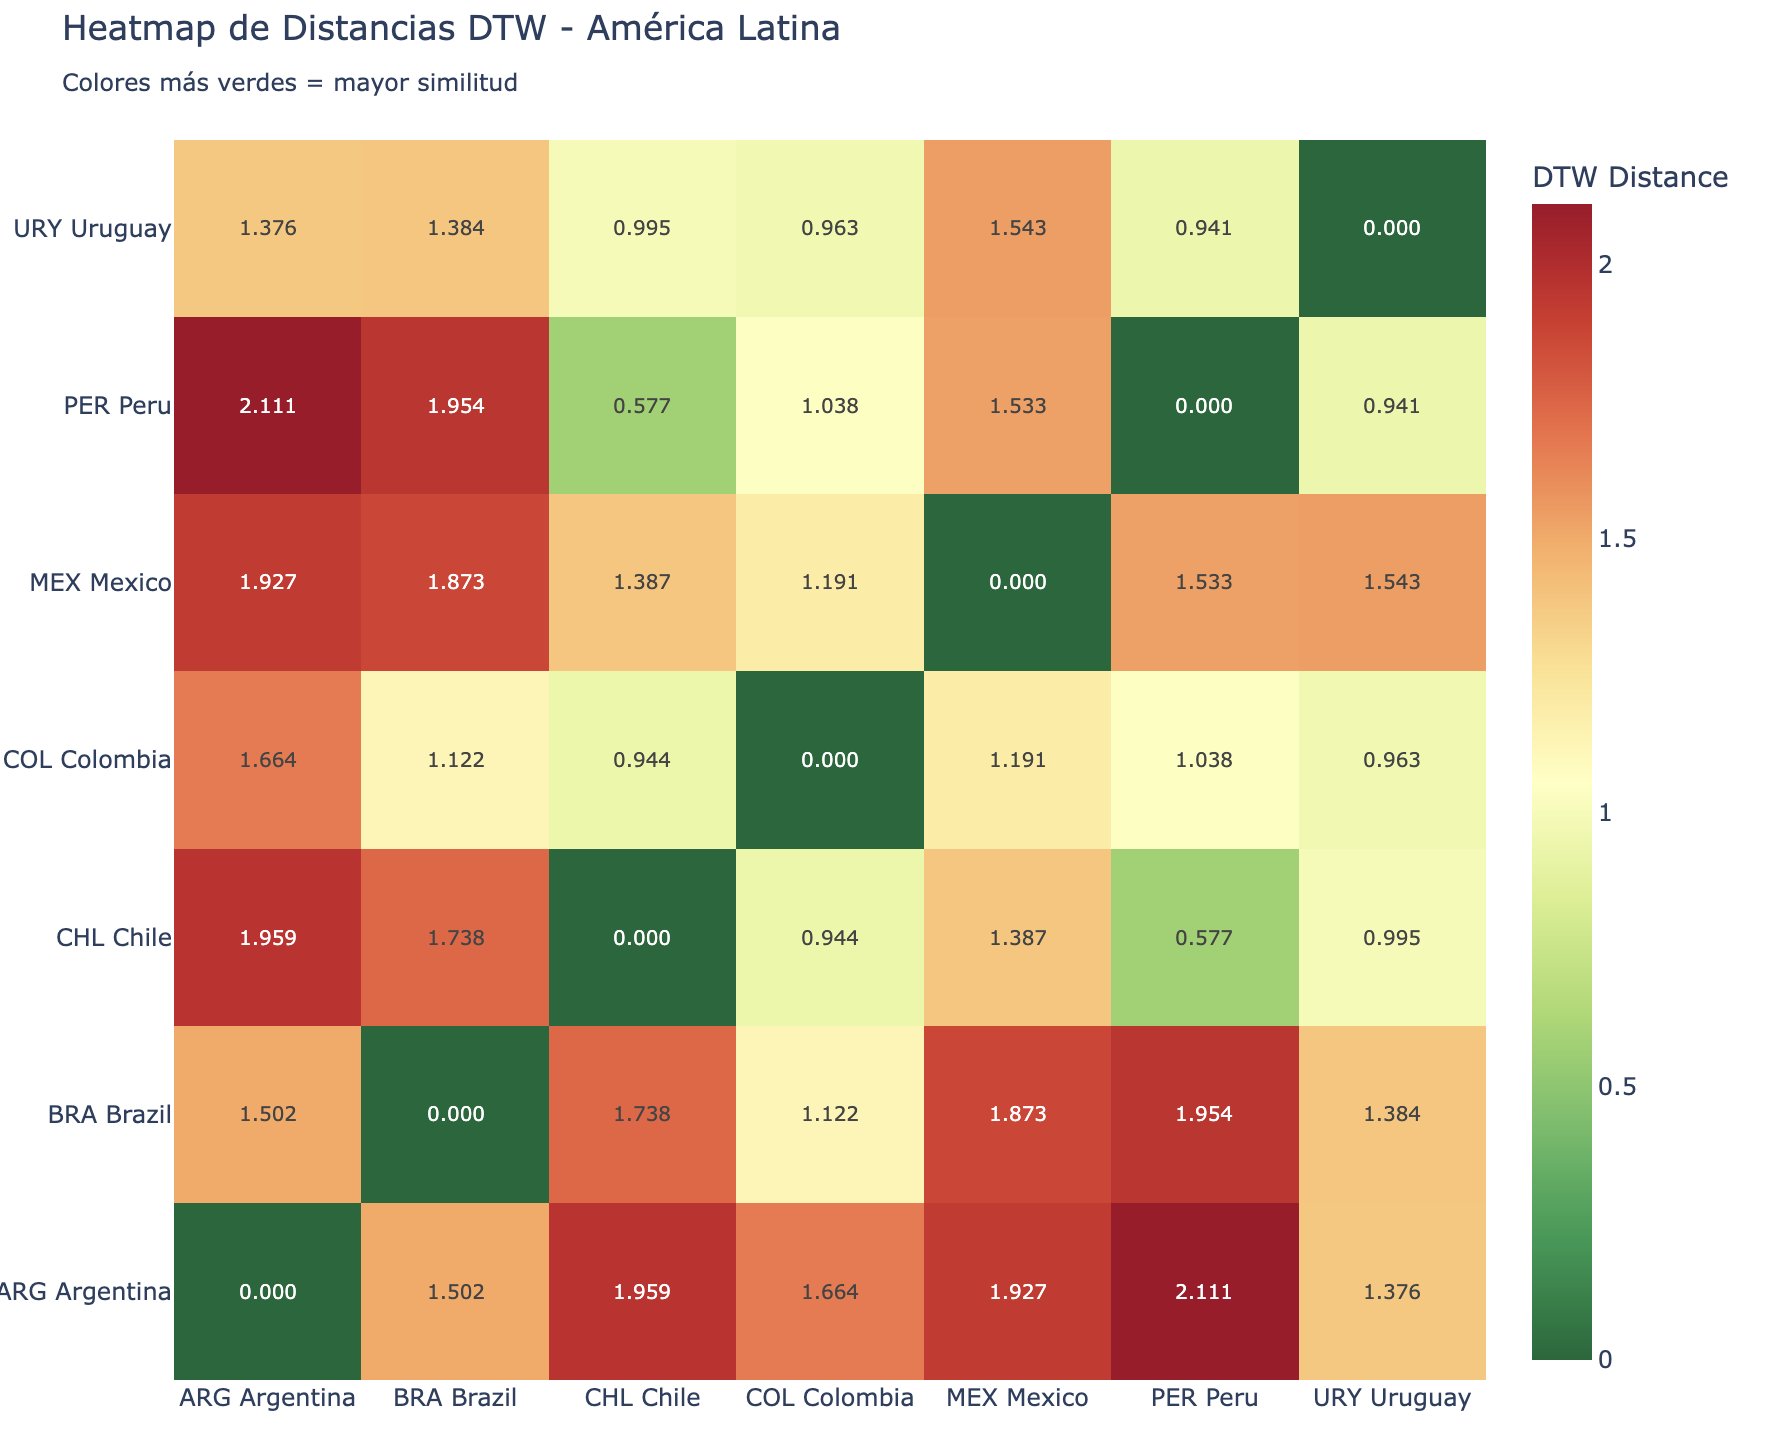 Heatmap de Distancias DTW - América Latina
Colores más verdes = mayor similitud
DTW Distance
URY Uruguay 1.376 1.384 0.995 0.963 1.543 0.941 0.000
2
PER Peru 2.111 1.954 0.577 1.038 1.533 0.000 0.941
1.5
MEX Mexico 1.927 1.873 1.387 1.191 0.000 1.533 1.543
COL Colombia 1.664 1.122 0.944 0.000 1.191 1.038 0.963
1
CHL Chile 1.959 1.738 0.000 0.944 1.387 0.577 0.995
0.5
BRA Brazil 1.502 0.000 1.738 1.122 1.873 1.954 1.384
ARG Argentina 0.000 1.502 1.959 1.664 1.927 2.111 1.376
0
ARG Argentina BRA Brazil CHL Chile COL Colombia MEX Mexico PER Peru URY Uruguay